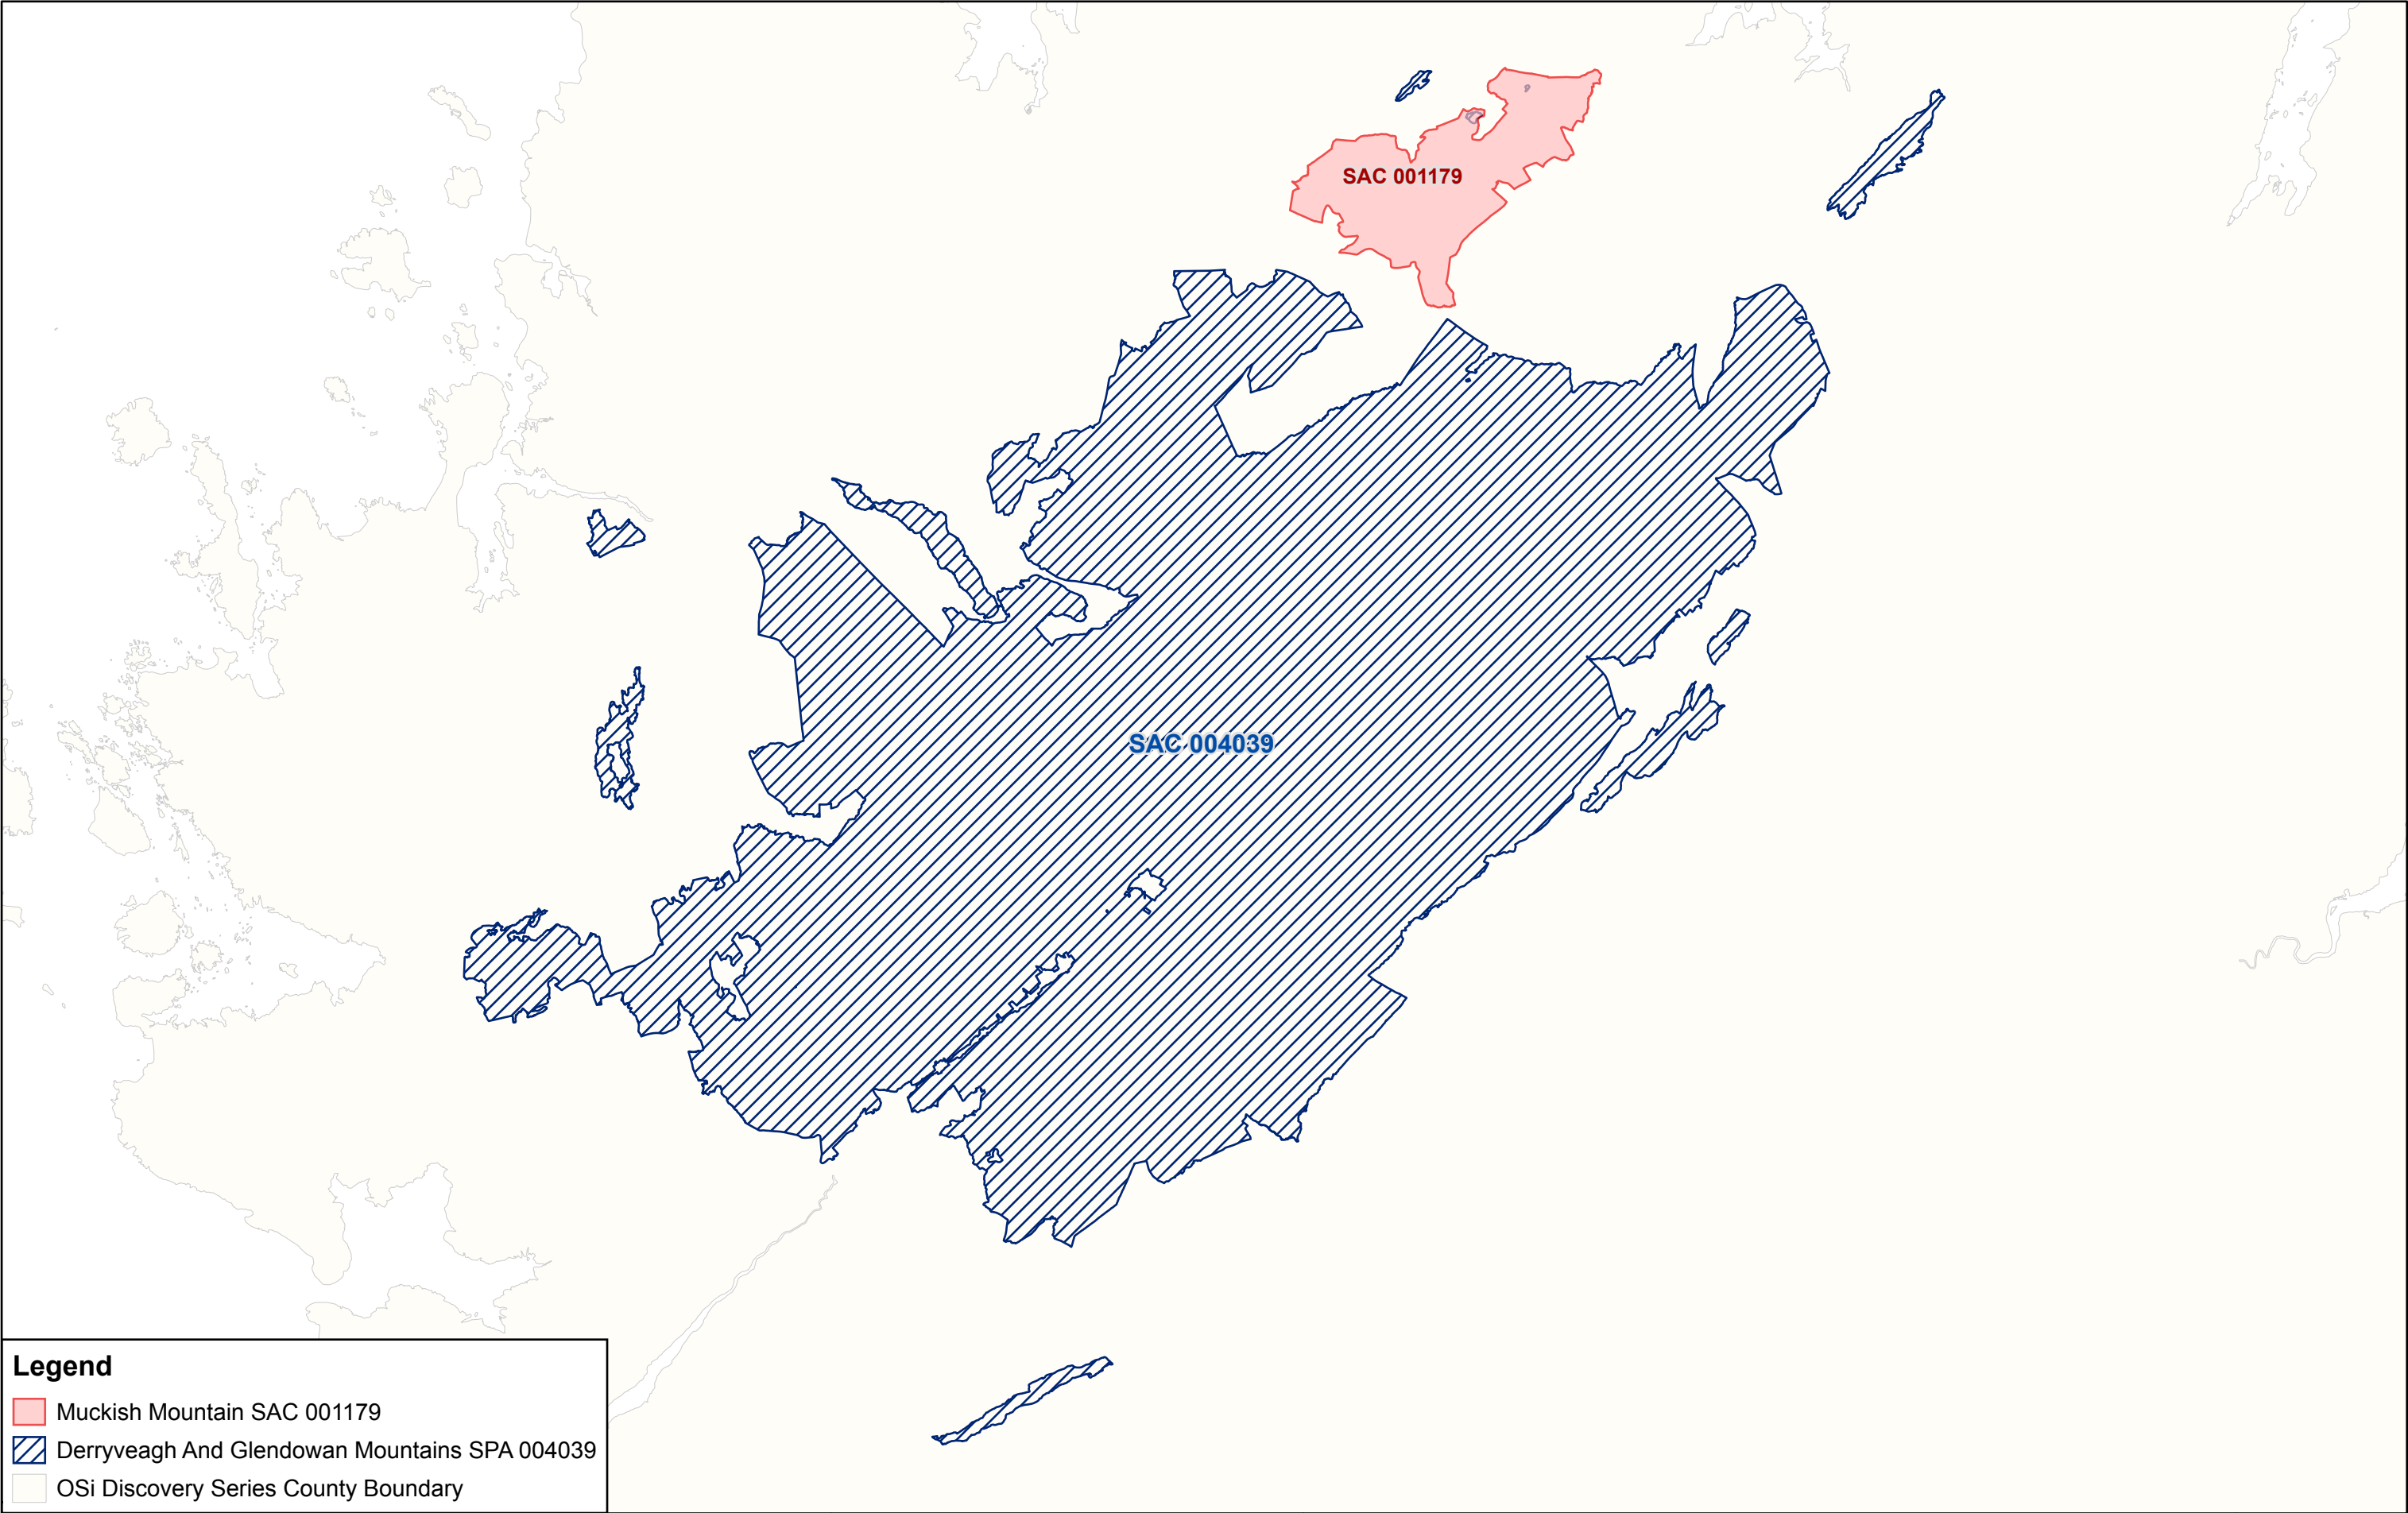 SAC 001179
SAC 004039
Legend
Muckish Mountain SAC 001179
Derryveagh And Glendowan Mountains SPA 004039
OSi Discovery Series County Boundary